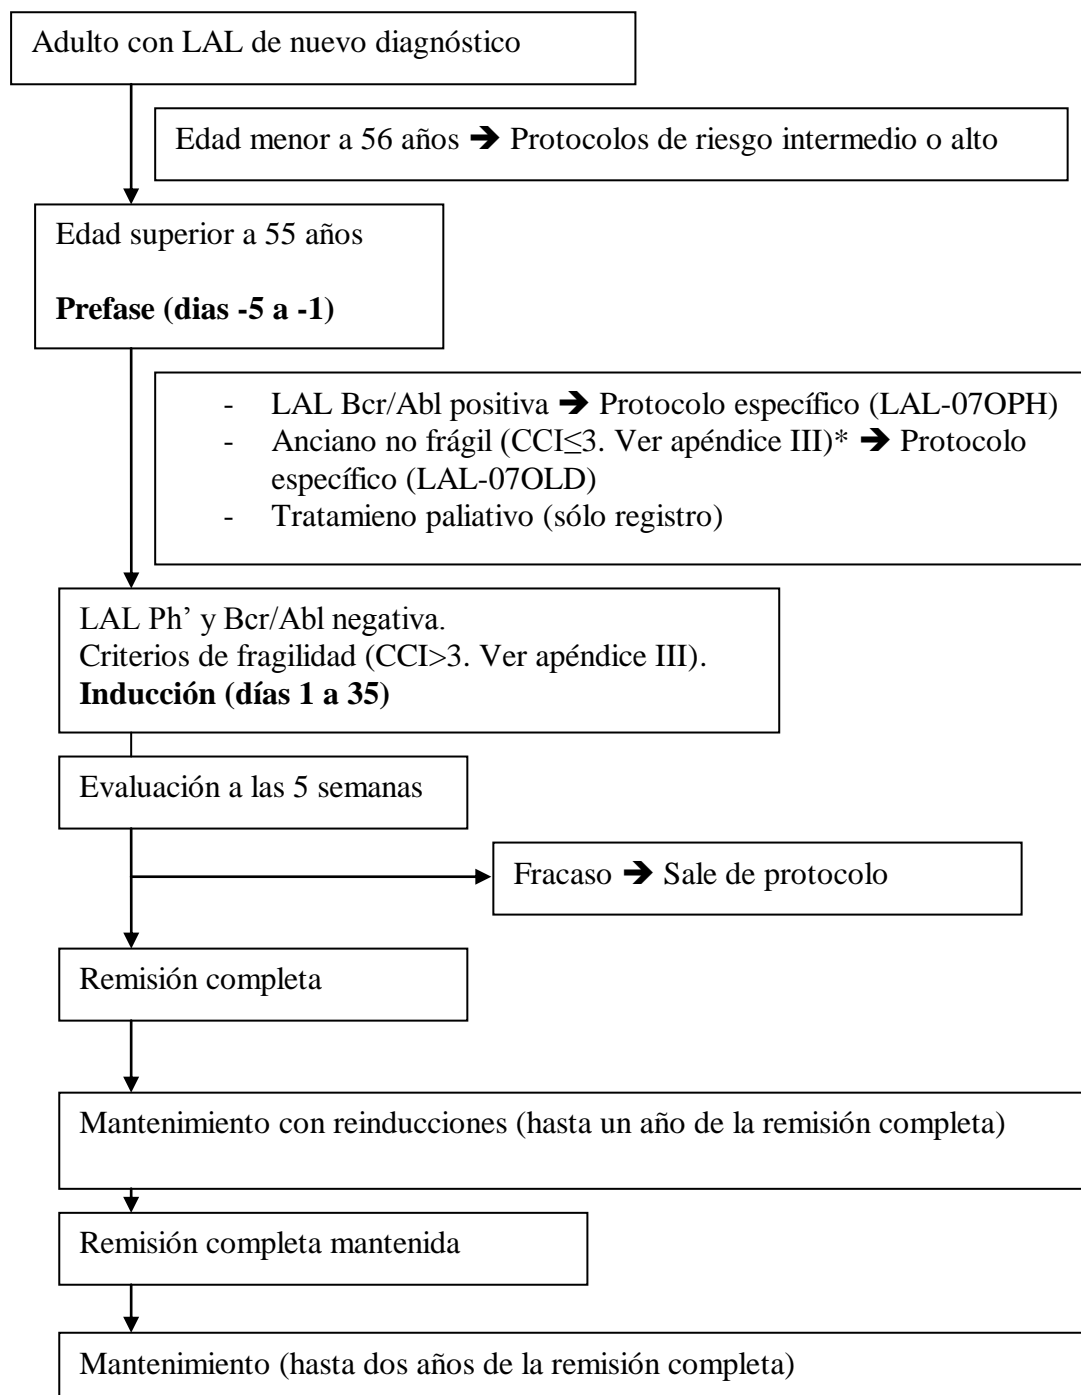 Adulto con LAL de nuevo diagnóstico
Edad menor a 56 años ➔ Protocolos de riesgo intermedio o alto
Edad superior a 55 años
Prefase (dias -5 a -1)
- LAL Bcr/Abl positiva ➔ Protocolo específico (LAL-07OPH)
- Anciano no frágil (CCI≤3. Ver apéndice III)* ➔ Protocolo
específico (LAL-07OLD)
- Tratamieno paliativo (sólo registro)
LAL Ph’ y Bcr/Abl negativa.
Criterios de fragilidad (CCI>3. Ver apéndice III).
Inducción (días 1 a 35)
Evaluación a las 5 semanas
Fracaso ➔ Sale de protocolo
Remisión completa
Mantenimiento con reinducciones (hasta un año de la remisión completa)
Remisión completa mantenida
Mantenimiento (hasta dos años de la remisión completa)